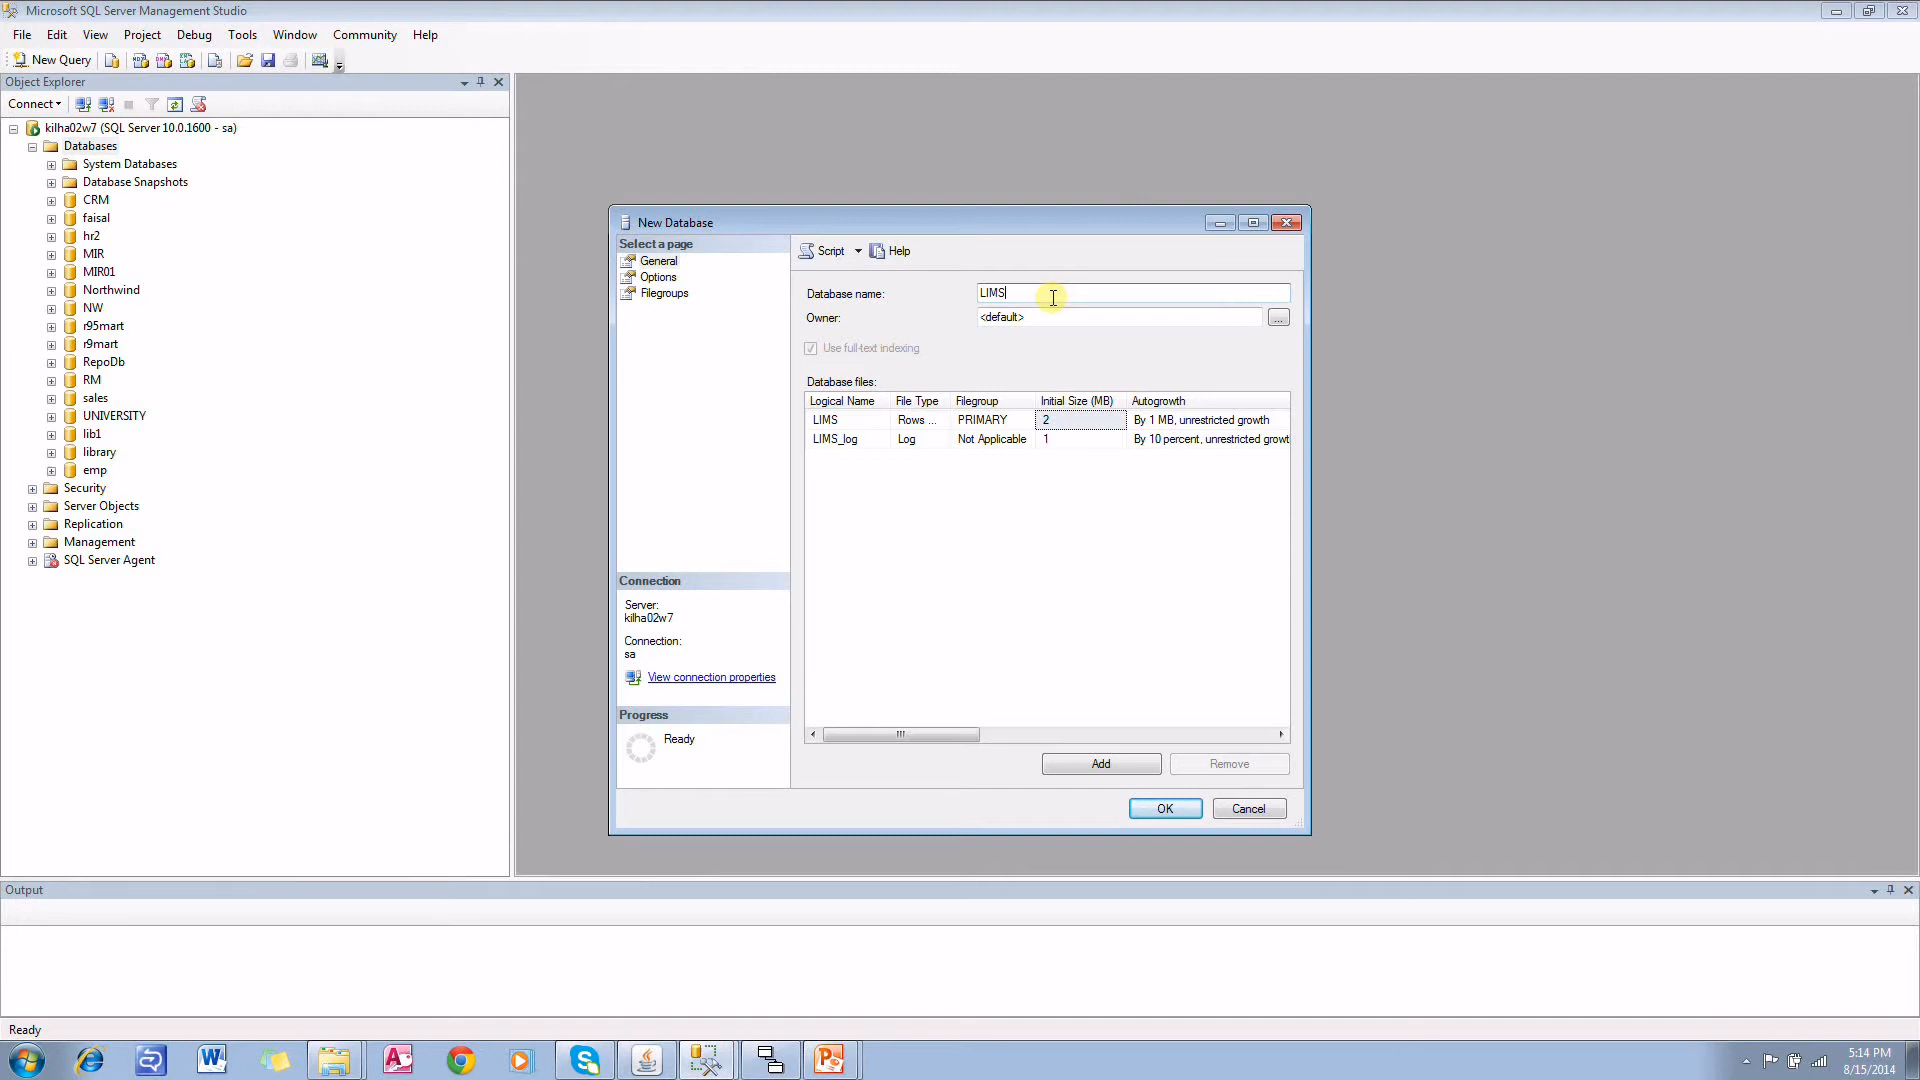 Microsoft SQL Server Management Studio
File Edit View Project Debug Tools Window Community Help
New Query
Object Explorer
Connect
kilha02w7 (SQL Server 10.0.1600 - sa)
Databases
System Databases
Database Snapshots
CRM
faisal
hr2
MIR
MIR01
Northwind
NW
r95mart
r9mart
RepoDb
RM
sales
UNIVERSITY
lib1
library
emp
Security
Server Objects
Replication
Management
SQL Server Agent
New Database
Select a page
General
Options
Filegroups
Script Help
Database name: LIMS
Owner: <default> ...
Use full-text indexing
Database files:
Logical Name File Type Filegroup Initial Size (MB) Autogrowth
LIMS Rows ... PRIMARY 2 By 1 MB, unrestricted growth
LIMS_log Log Not Applicable 1 By 10 percent, unrestricted growt
Connection
Server:
kilha02w7
Connection:
sa
View connection properties
Progress
Ready
Add Remove
OK Cancel
Output
Ready
5:14 PM
8/15/2014